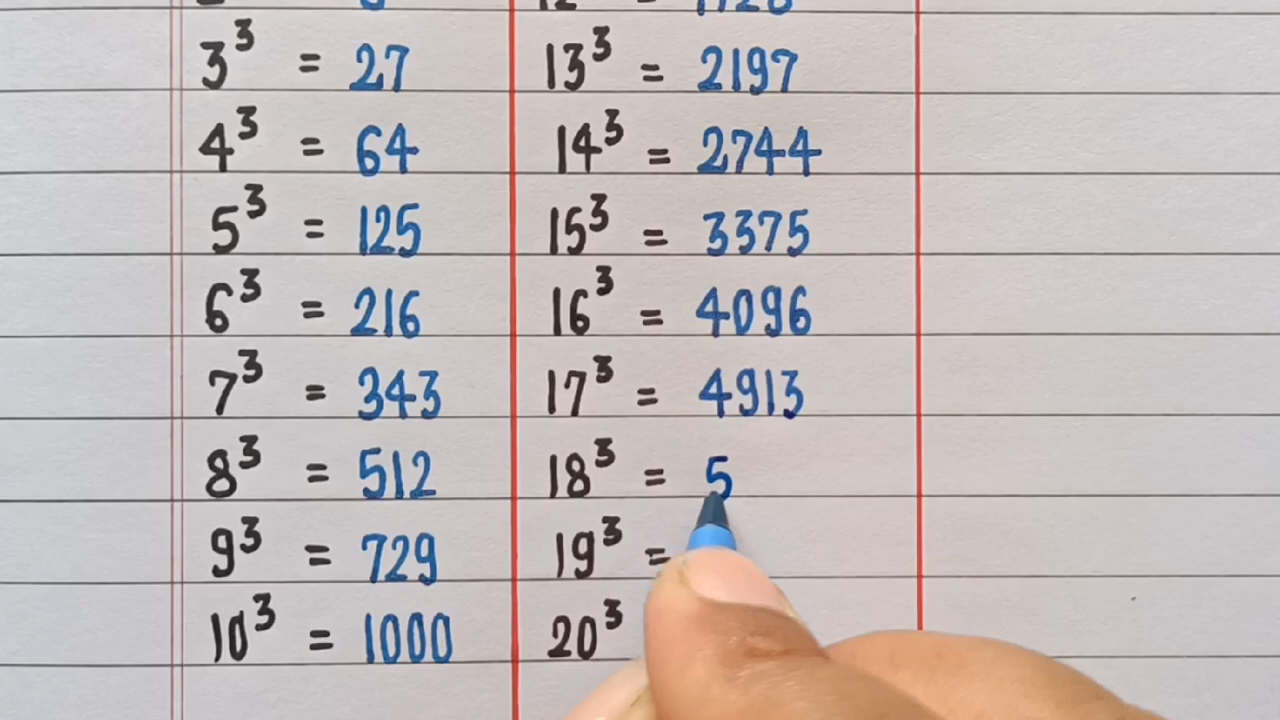 3³ = 27
4³ = 64
5³ = 125
6³ = 216
7³ = 343
8³ = 512
9³ = 729
10³ = 1000
13³ = 2197
14³ = 2744
15³ = 3375
16³ = 4096
17³ = 4913
18³ = 5
19³ =
20³